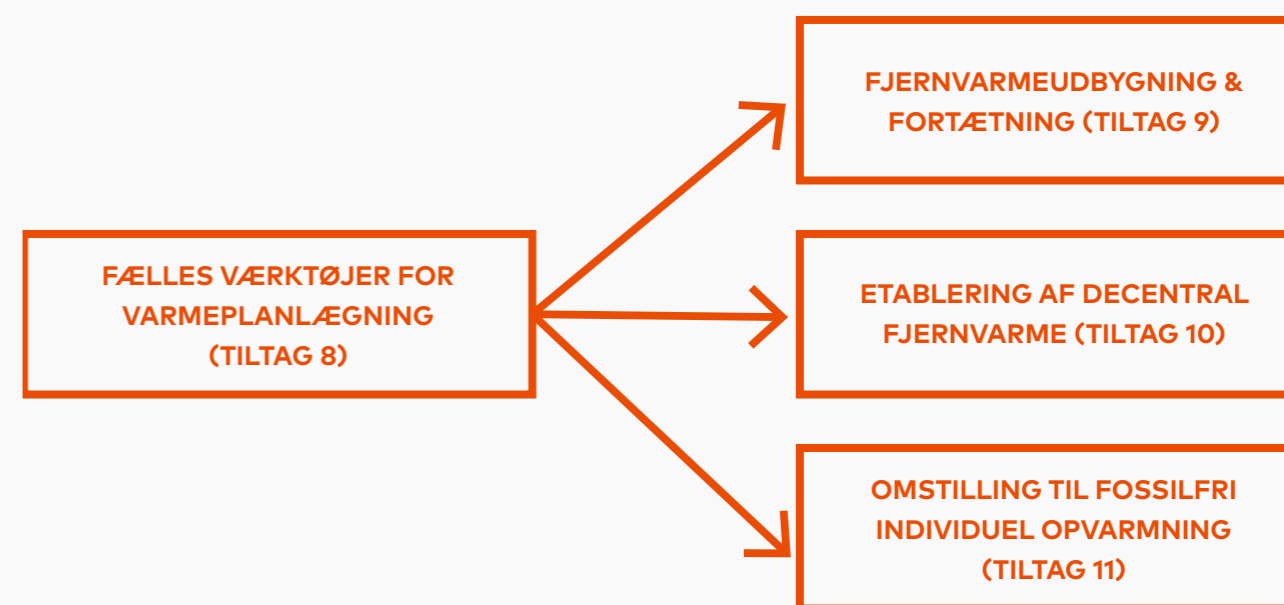 FJERNVARMEUDBYGNING &
FORTÆTNING (TILTAG 9)
FÆLLES VÆRKTØJER FOR
VARMEPLANLÆGNING
(TILTAG 8)
ETABLERING AF DECENTRAL
FJERNVARME (TILTAG 10)
OMSTILLING TIL FOSSILFRI
INDIVIDUEL OPVARMNING
(TILTAG 11)